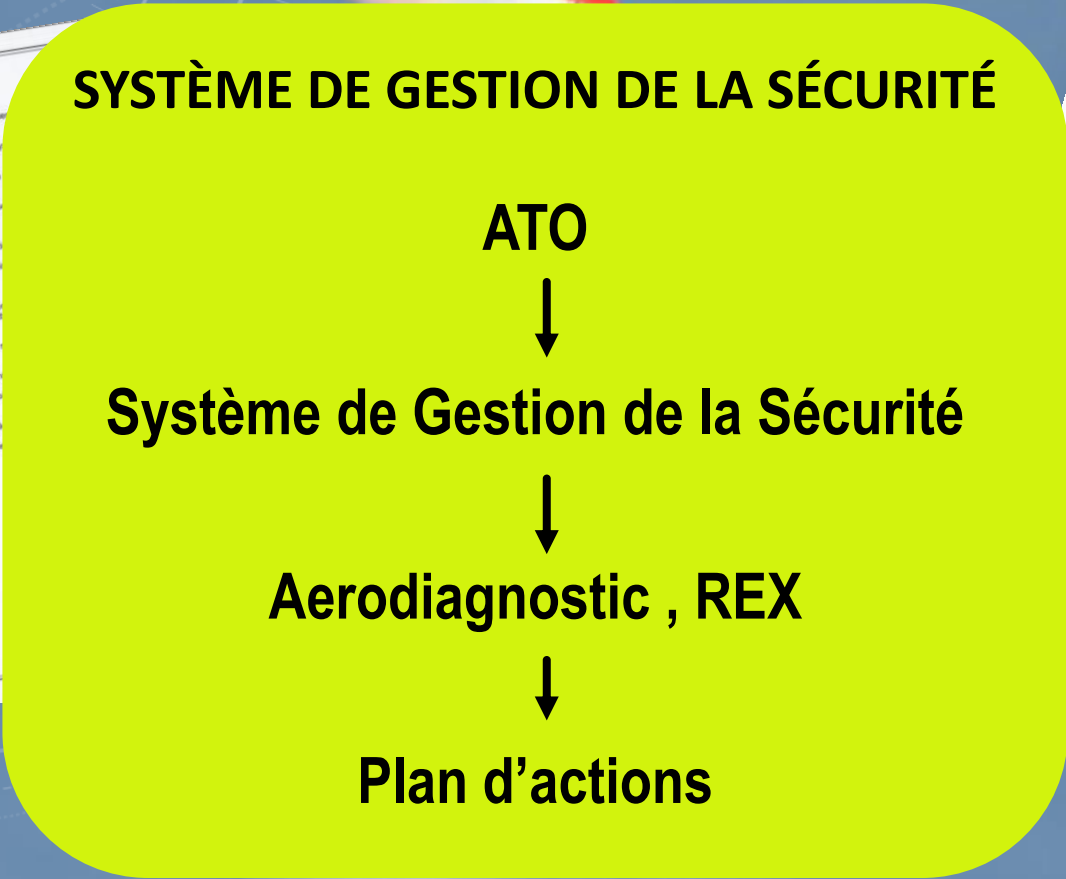 SYSTÈME DE GESTION DE LA SÉCURITÉ
ATO
Système de Gestion de la Sécurité
Aerodiagnostic , REX
Plan d’actions